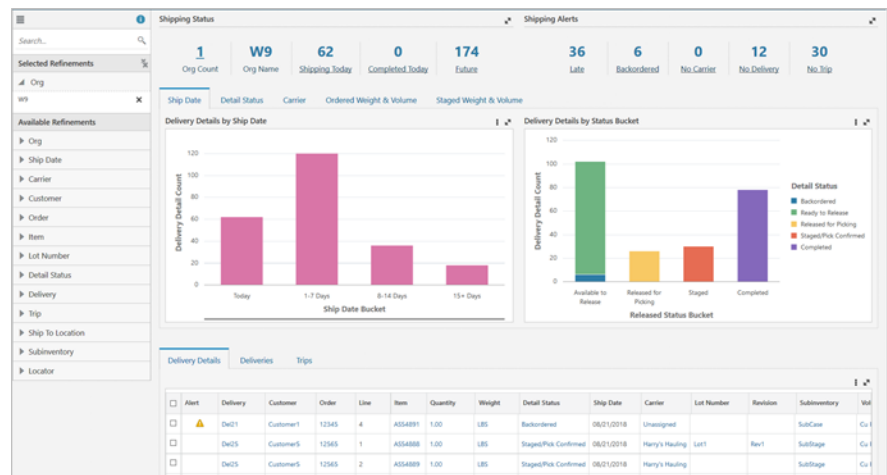 Shipping Status
Shipping Alerts
Search...
Selected Refinements
Org
W9
Available Refinements
Org
Ship Date
Carrier
Customer
Order
Item
Lot Number
Detail Status
Delivery
Trip
Ship To Location
Subinventory
Locator
1 W9 62 0 174 36 6 0 12 30
Org Count Org Name Shipping Today Completed Today Future Late Backordered No Carrier No Delivery No Trip
Ship Date Detail Status Carrier Ordered Weight & Volume Staged Weight & Volume
Delivery Details by Ship Date
Delivery Detail Count
120
100
80
60
40
20
0
Today 1-7 Days 8-14 Days 15+ Days
Ship Date Bucket
Delivery Details by Status Bucket
Delivery Detail Count
120
100
80
60
40
20
0
Available to Release
Released for Picking
Staged
Completed
Released Status Bucket
Detail Status
Backordered
Ready to Release
Released for Picking
Staged/Pick Confirmed
Completed
Delivery Details Deliveries Trips
Alert Delivery Customer Order Line Item Quantity Weight Detail Status Ship Date Carrier Lot Number Revision Subinventory Vol
Del21 Customer1 12345 4 AS54891 1.00 LBS Backordered 08/21/2018 Unassigned SubCase Cu
Del25 Customer5 12565 1 AS54888 1.00 LBS Staged/Pick Confirmed 08/21/2018 Harry's Hauling Lot1 Rev1 SubStage Cu
Del25 Customer5 12565 2 AS54889 1.00 LBS Staged/Pick Confirmed 08/21/2018 Harry's Hauling SubStage Cu